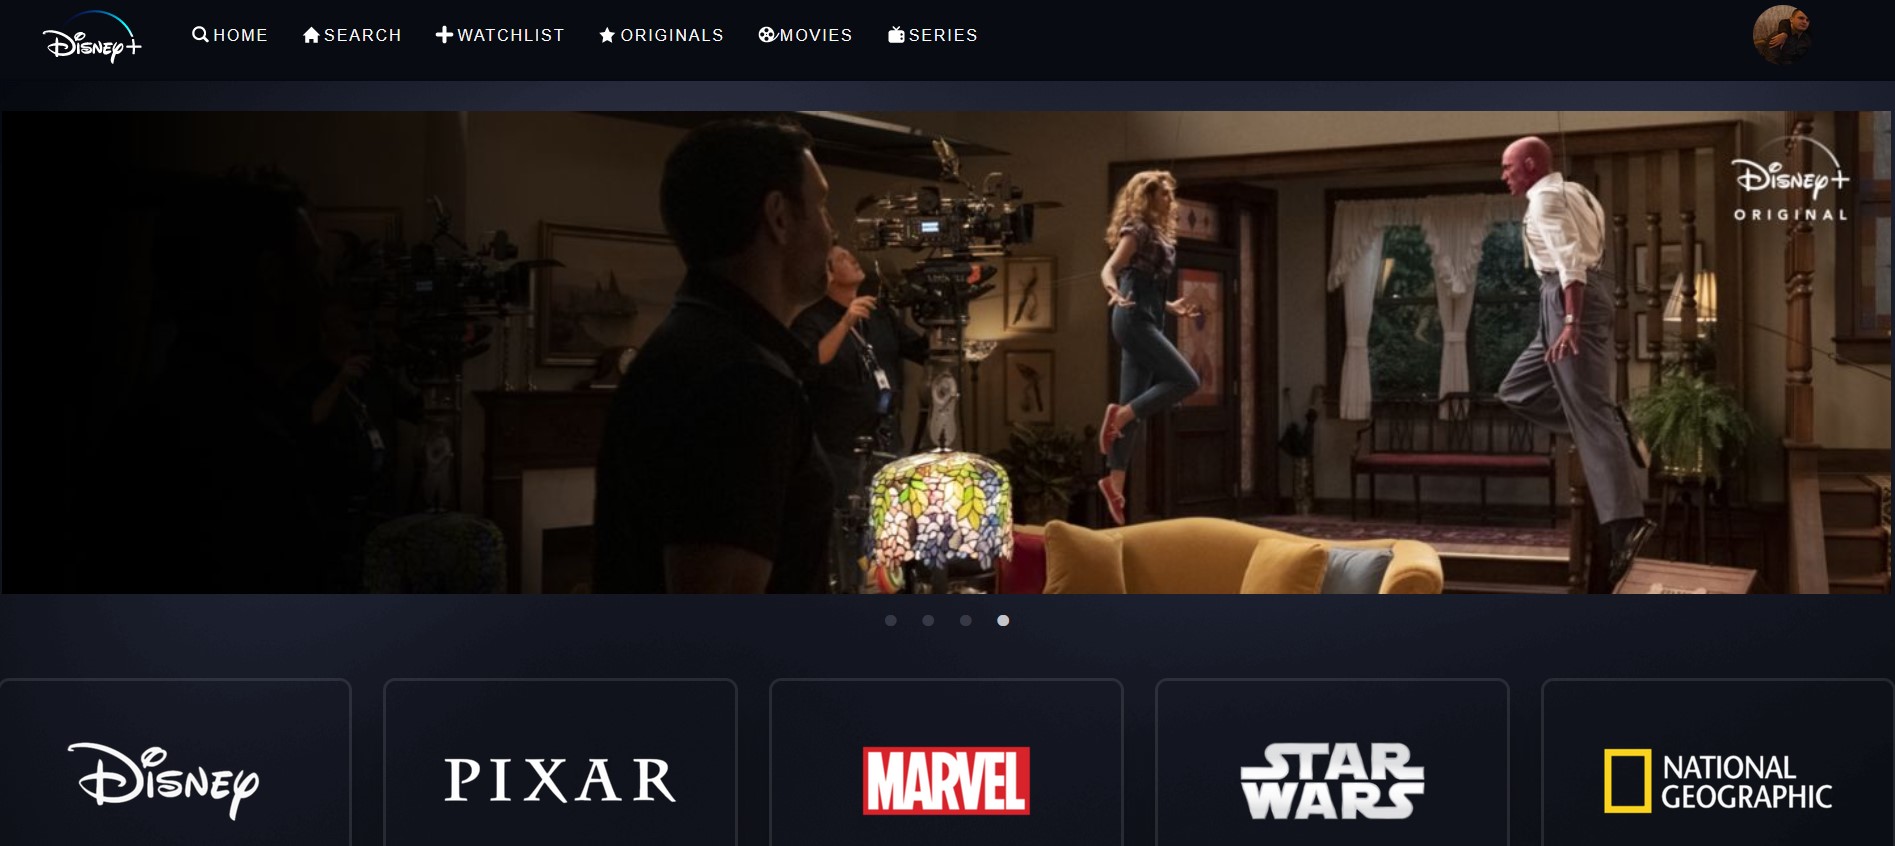 Disney+
HOME
SEARCH
WATCHLIST
ORIGINALS
MOVIES
SERIES
Disney+
ORIGINAL
Disney
PIXAR
MARVEL
STAR
WARS
NATIONAL
GEOGRAPHIC